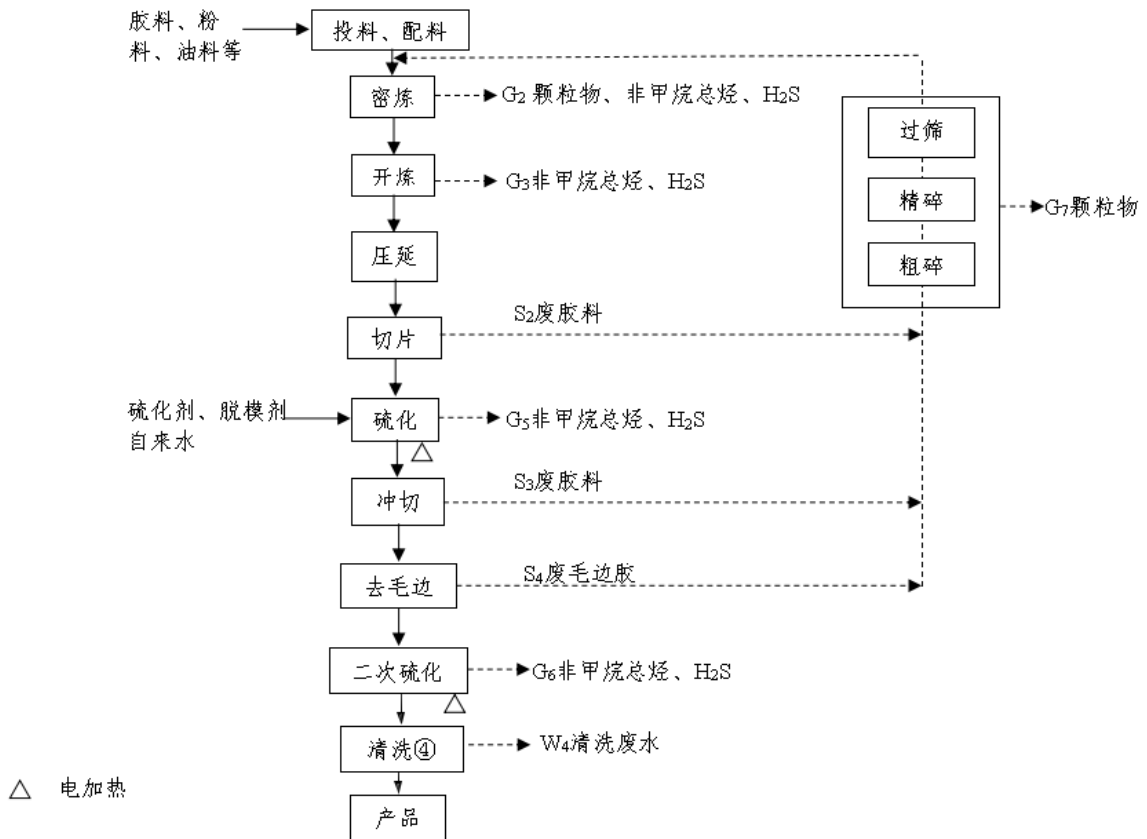 胶料、粉
料、油料等
投料、配料
密炼
G2 颗粒物、非甲烷总烃、H2S
过筛
开炼
G3非甲烷总烃、H2S
精碎
G7颗粒物
压延
粗碎
S2废胶料
切片
硫化剂、脱模剂
自来水
硫化
G5非甲烷总烃、H2S
△
S3废胶料
冲切
S4废毛边胶
去毛边
二次硫化
G6非甲烷总烃、H2S
△
清洗④
W4清洗废水
△ 电加热
产品